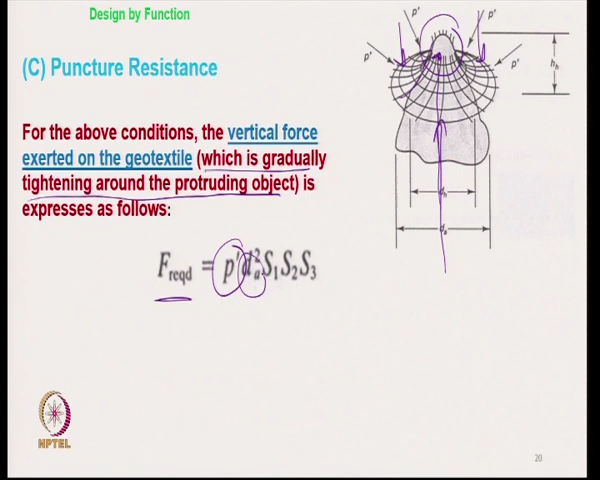 Design by Function
(C) Puncture Resistance
For the above conditions, the vertical force
exerted on the geotextile (which is gradually
tightening around the protruding object) is
expresses as follows:
F_reqd = p'd_a^2 S_1 S_2 S_3
p'
p'
p'
p'
h_h
d_h
d_a
NPTEL
20